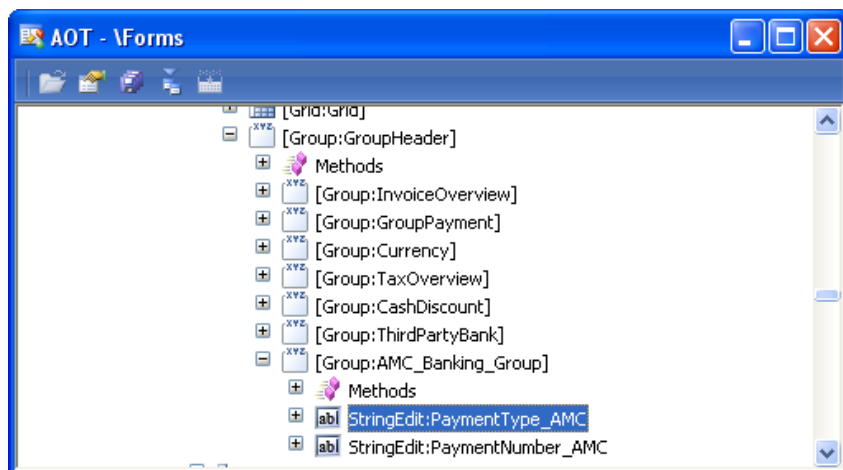 AOT - \Forms
[Grid:Grid]
[Group:GroupHeader]
Methods
[Group:InvoiceOverview]
[Group:GroupPayment]
[Group:Currency]
[Group:TaxOverview]
[Group:CashDiscount]
[Group:ThirdPartyBank]
[Group:AMC_Banking_Group]
Methods
StringEdit:PaymentType_AMC
StringEdit:PaymentNumber_AMC